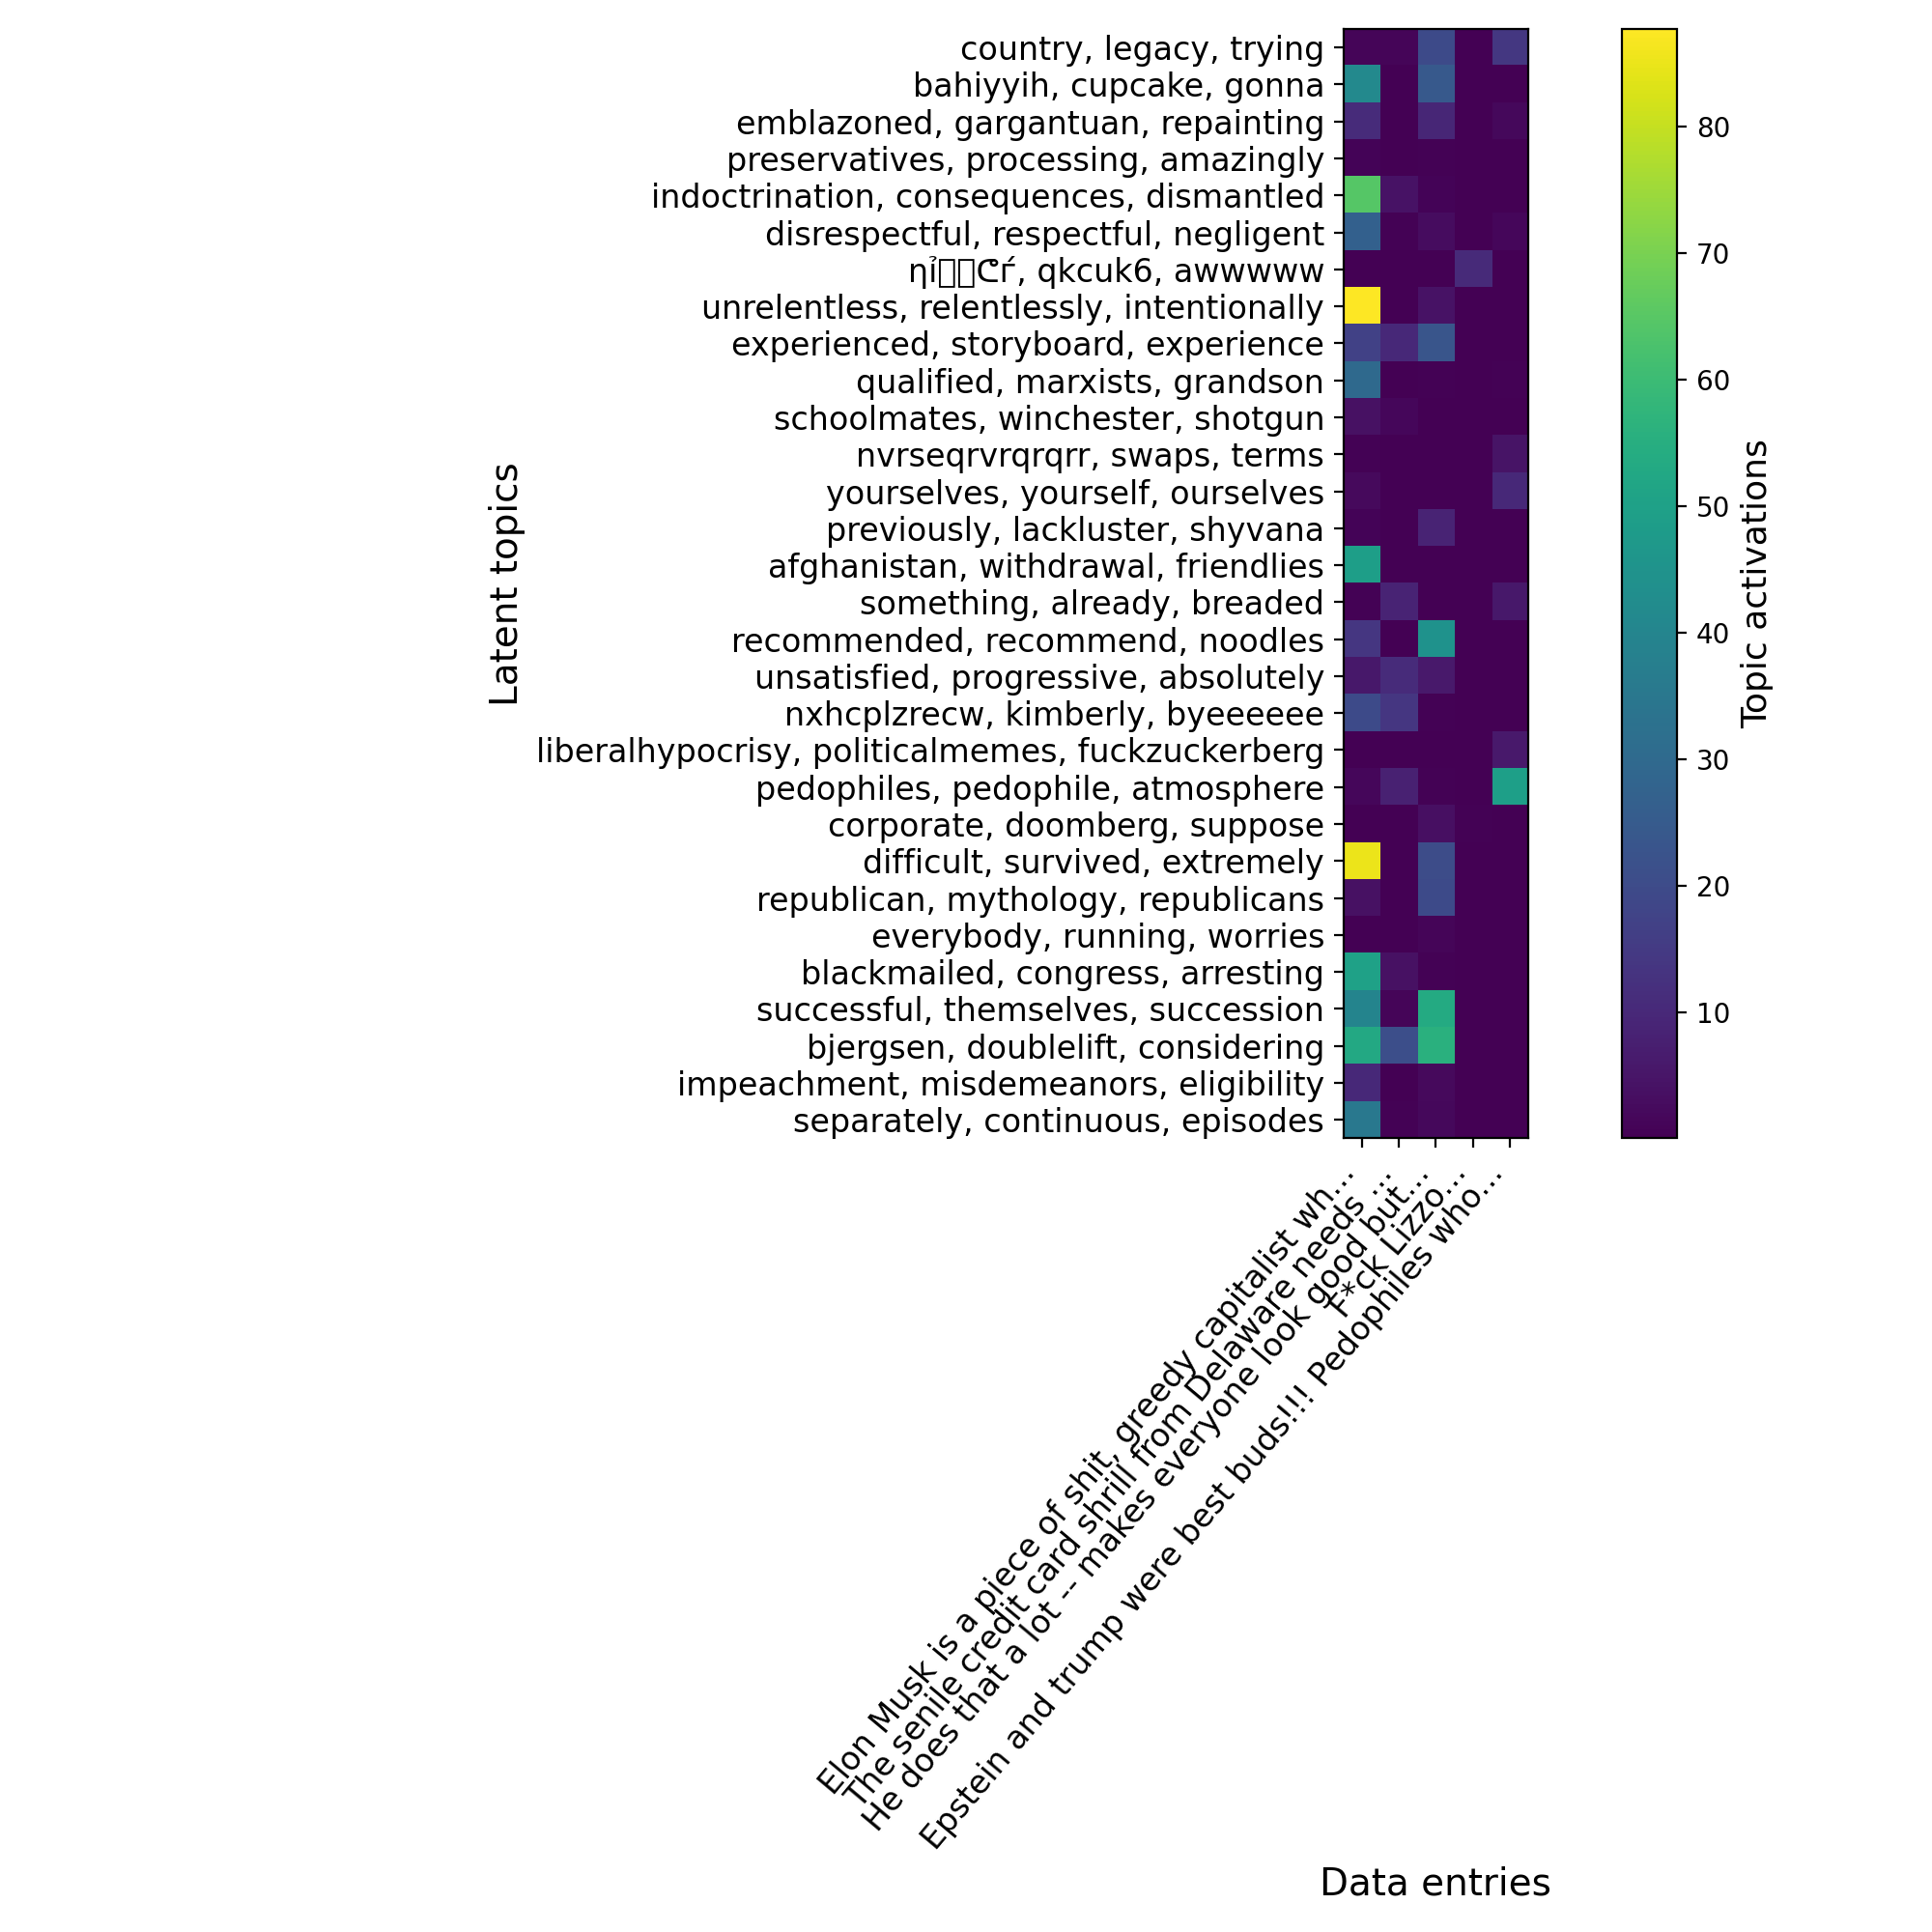 country, legacy, trying
bahiyyih, cupcake, gonna
emblazoned, gargantuan, repainting
preservatives, processing, amazingly
indoctrination, consequences, dismantled
disrespectful, respectful, negligent
qkcuk6, awwwww
unrelentless, relentlessly, intentionally
experienced, storyboard, experience
qualified, marxists, grandson
schoolmates, winchester, shotgun
nvrseqrvrqrqrr, swaps, terms
yourselves, yourself, ourselves
previously, lackluster, shyvana
afghanistan, withdrawal, friendlies
something, already, breaded
recommended, recommend, noodles
unsatisfied, progressive, absolutely
nxhcplzrecw, kimberly, byeeeeee
liberalhypocrisy, politicalmemes, fuckzuckerberg
pedophiles, pedophile, atmosphere
corporate, doomberg, suppose
difficult, survived, extremely
republican, mythology, republicans
everybody, running, worries
blackmailed, congress, arresting
successful, themselves, succession
bjergsen, doublelift, considering
impeachment, misdemeanors, eligibility
separately, continuous, episodes
Latent topics
Elon Musk is a piece of shit, greedy capitalist wh...
The senile credit card shrill from Delaware needs ...
He does that a lot -- makes everyone look good but...
F*ck Lizzo...
Epstein and trump were best buds!!! Pedophiles who...
Data entries
80
70
60
50
40
30
20
10
Topic activations